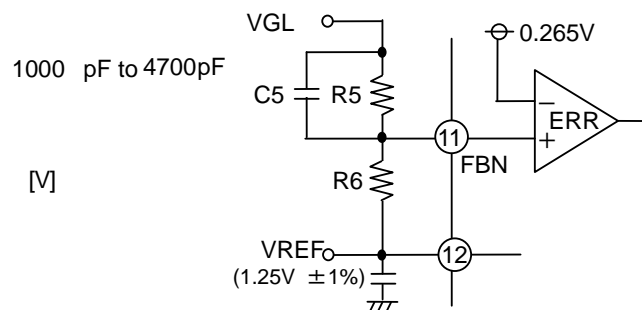 VGL
0.265V
1000 pF to 4700pF
C5
R5
ERR
−
+
11
FBN
[V]
R6
VREF
12
(1.25V ±1%)